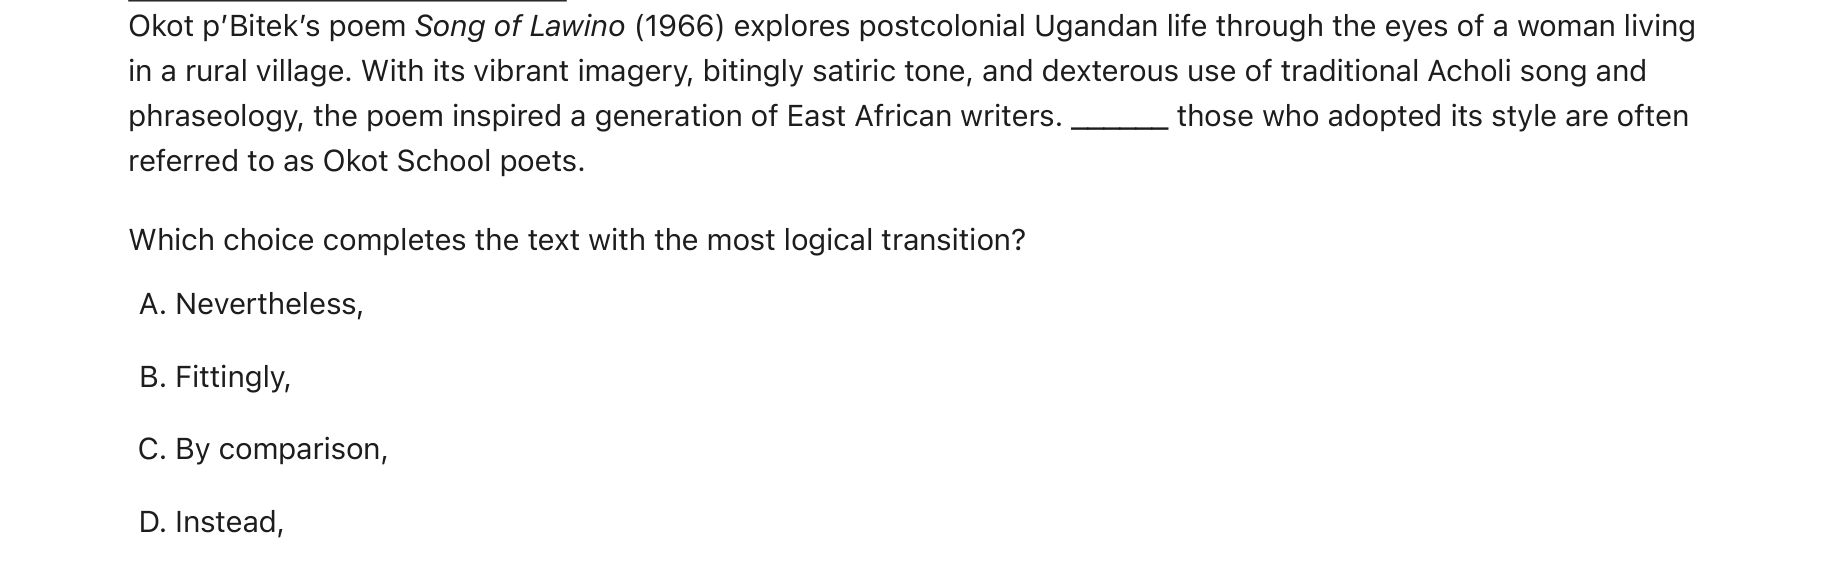 Okot p’Bitek’s poem Song of Lawino (1966) explores postcolonial Ugandan life through the eyes of a woman living
in a rural village. With its vibrant imagery, bitingly satiric tone, and dexterous use of traditional Acholi song and
phraseology, the poem inspired a generation of East African writers. ______ those who adopted its style are often
referred to as Okot School poets.
Which choice completes the text with the most logical transition?
A. Nevertheless,
B. Fittingly,
C. By comparison,
D. Instead,